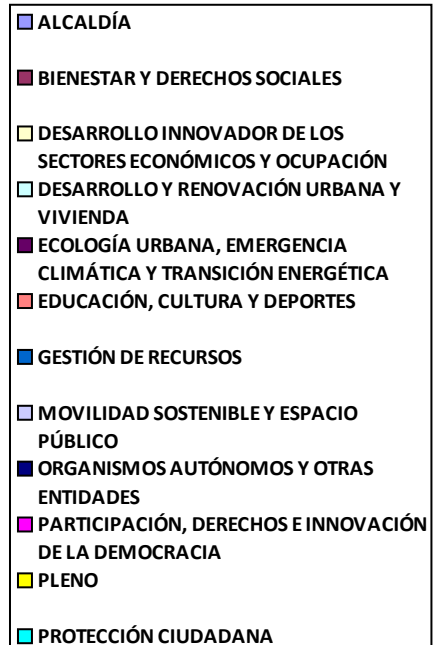 ALCALDÍA
BIENESTAR Y DERECHOS SOCIALES
DESARROLLO INNOVADOR DE LOS
SECTORES ECONÓMICOS Y OCUPACIÓN
DESARROLLO Y RENOVACIÓN URBANA Y
VIVIENDA
ECOLOGÍA URBANA, EMERGENCIA
CLIMÁTICA Y TRANSICIÓN ENERGÉTICA
EDUCACIÓN, CULTURA Y DEPORTES
GESTIÓN DE RECURSOS
MOVILIDAD SOSTENIBLE Y ESPACIO
PÚBLICO
ORGANISMOS AUTÓNOMOS Y OTRAS
ENTIDADES
PARTICIPACIÓN, DERECHOS E INNOVACIÓN
DE LA DEMOCRACIA
PLENO
PROTECCIÓN CIUDADANA